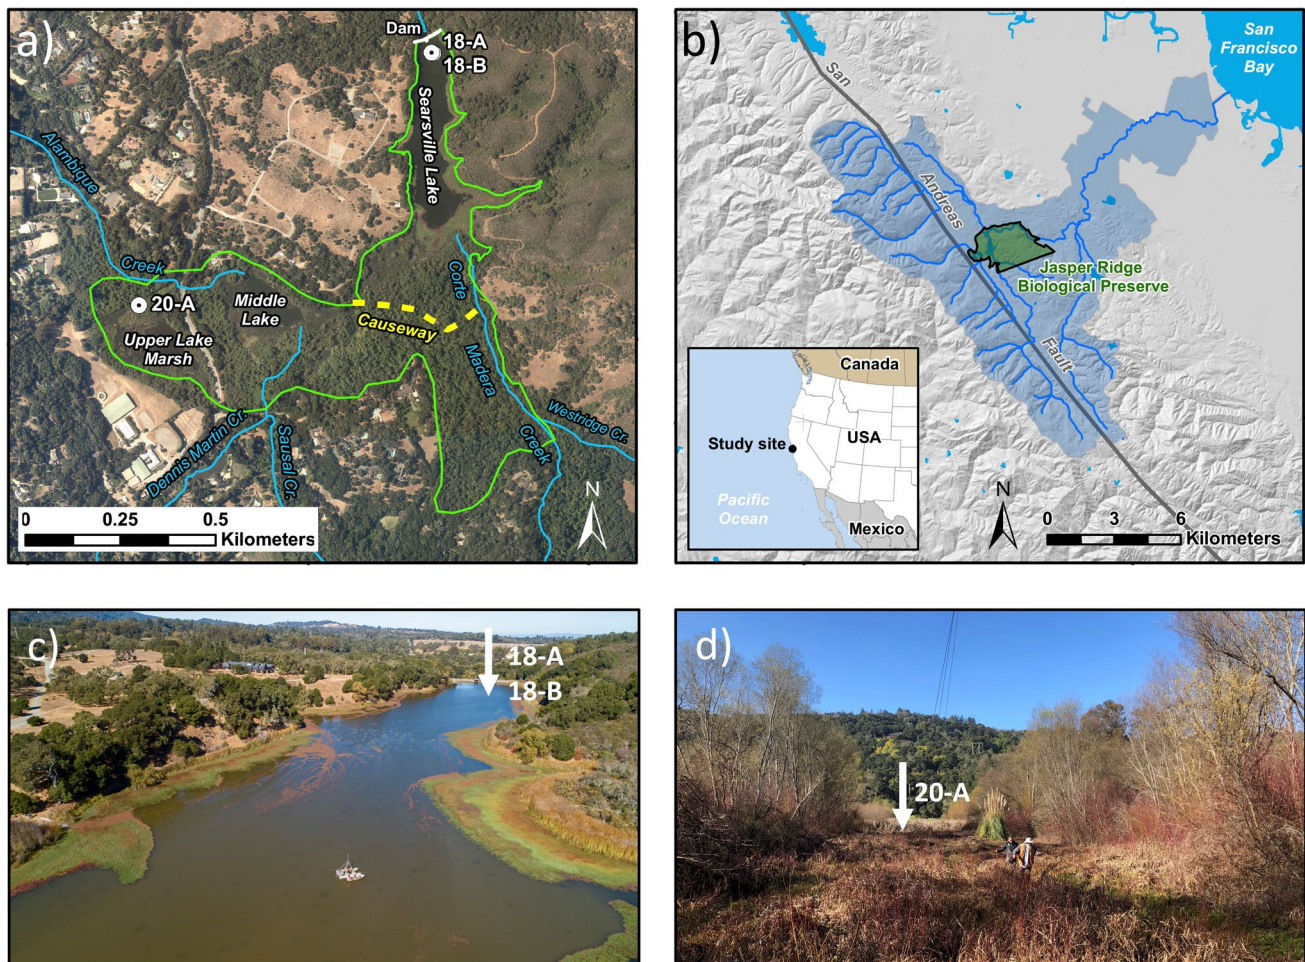 a)
Dam
18-A
18-B
Searsville Lake
Alambique
Creek
20-A
Middle
Lake
Upper Lake
Marsh
Causeway
Corte
Madera
Creek
Westridge Cr.
Dennis Martin Cr.
Sausal Cr.
N
0 0.25 0.5
Kilometers
b)
San
Francisco
Bay
San
Andreas
Fault
Jasper Ridge
Biological Preserve
Canada
USA
Study site
Pacific
Ocean
Mexico
N
0 3 6
Kilometers
c)
18-A
18-B
d)
20-A